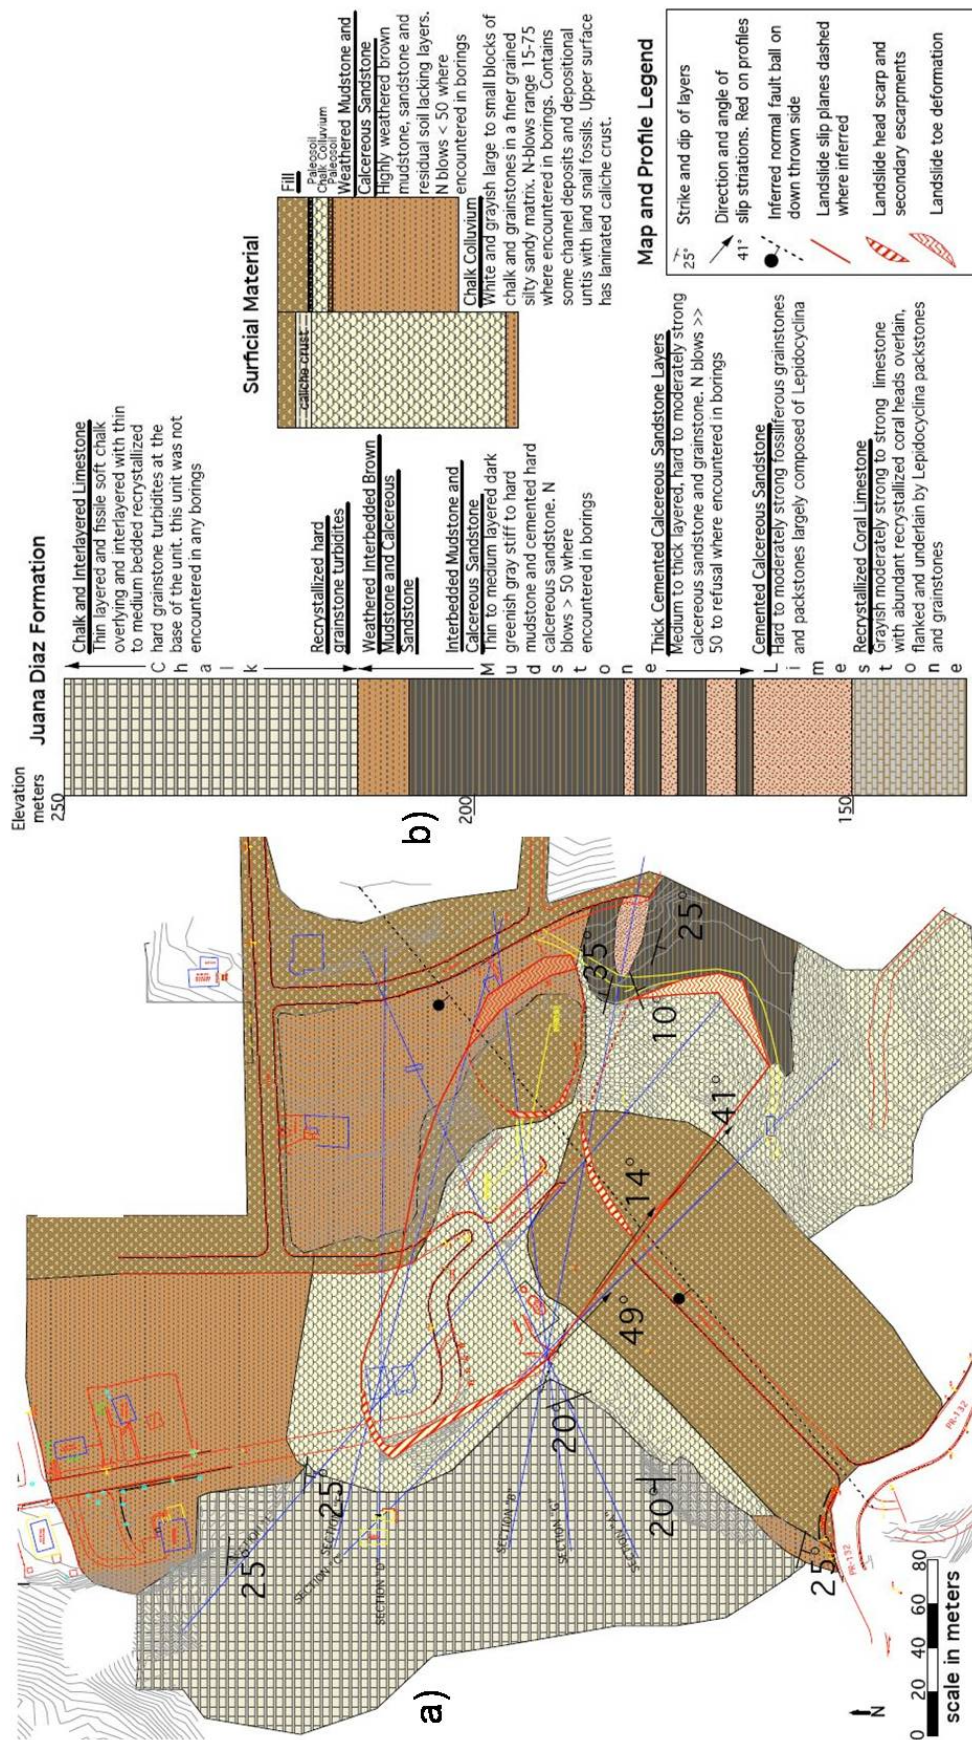 a)
25°
25°
20°
20°
25°
SECTION "D"
SECTION "B"
SECTION "G"
SECTION "A"
49°
14°
41°
10°
35°
25°
PR-132
PR-132
N
0 20 40 60 80
scale in meters
b)
Elevation
meters
Juana Diaz Formation
250
200
150
Chalk
Mudstone
Limestone
Chalk and Interlayered Limestone
Thin layered and fissile soft chalk
overlying and interlayered with thin
to medium bedded recrystallized
hard grainstone turbidites at the
base of the unit. this unit was not
encountered in any borings
Recrystallized hard
grainstone turbidites
Weathered Interbedded Brown
Mudstone and Calcereous
Sandstone
Interbedded Mudstone and
Calcereous Sandstone
Thin to medium layered dark
greenish gray stiff to hard
mudstone and cemented hard
calcereous sandstone. N
blows > 50 where
encountered in borings
Thick Cemented Calcereous Sandstone Layers
Medium to thick layered, hard to moderately strong
calcereous sandstone and grainstone. N blows >>
50 to refusal where encountered in borings
Cemented Calcereous Sandstone
Hard to moderately strong fossiliferous grainstones
and packstones largely composed of Lepidocyclina
Recrystallized Coral Limestone
Grayish moderately strong to strong limestone
with abundant recrystallized coral heads overlain,
flanked and underlain by Lepidocyclina packstones
and grainstones
Surficial Material
caliche crust
Fill
Paleosoil
Chalk Colluvium
Paleosoil
Weathered Mudstone and
Calcereous Sandstone
Highly weathered brown
mudstone, sandstone and
residual soil lacking layers.
N blows < 50 where
encountered in borings
Chalk Colluvium
White and grayish large to small blocks of
chalk and grainstones in a finer grained
silty sandy matrix. N-blows range 15-75
where encountered in borings. Contains
some channel deposits and depositional
untis with land snail fossils. Upper surface
has laninated caliche crust.
Map and Profile Legend
25°
Strike and dip of layers
41°
Direction and angle of
slip striations. Red on profiles
Inferred normal fault ball on
down thrown side
Landslide slip planes dashed
where inferred
Landslide head scarp and
secondary escarpments
Landslide toe deformation